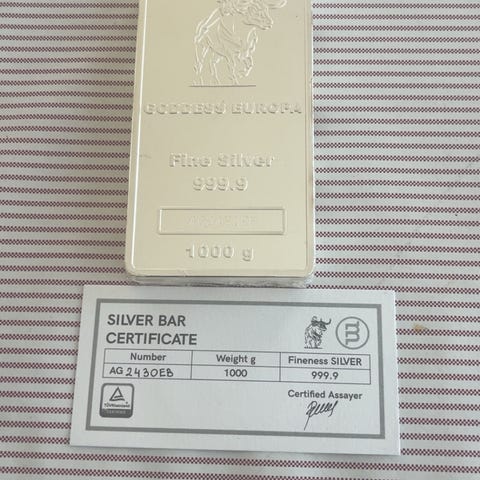 GODDESS EUROPA
Fine Silver
999.9
1000 g
SILVER BAR
CERTIFICATE
Number Weight g Fineness SILVER
AG 2430EB 1000 999.9
Certified Assayer